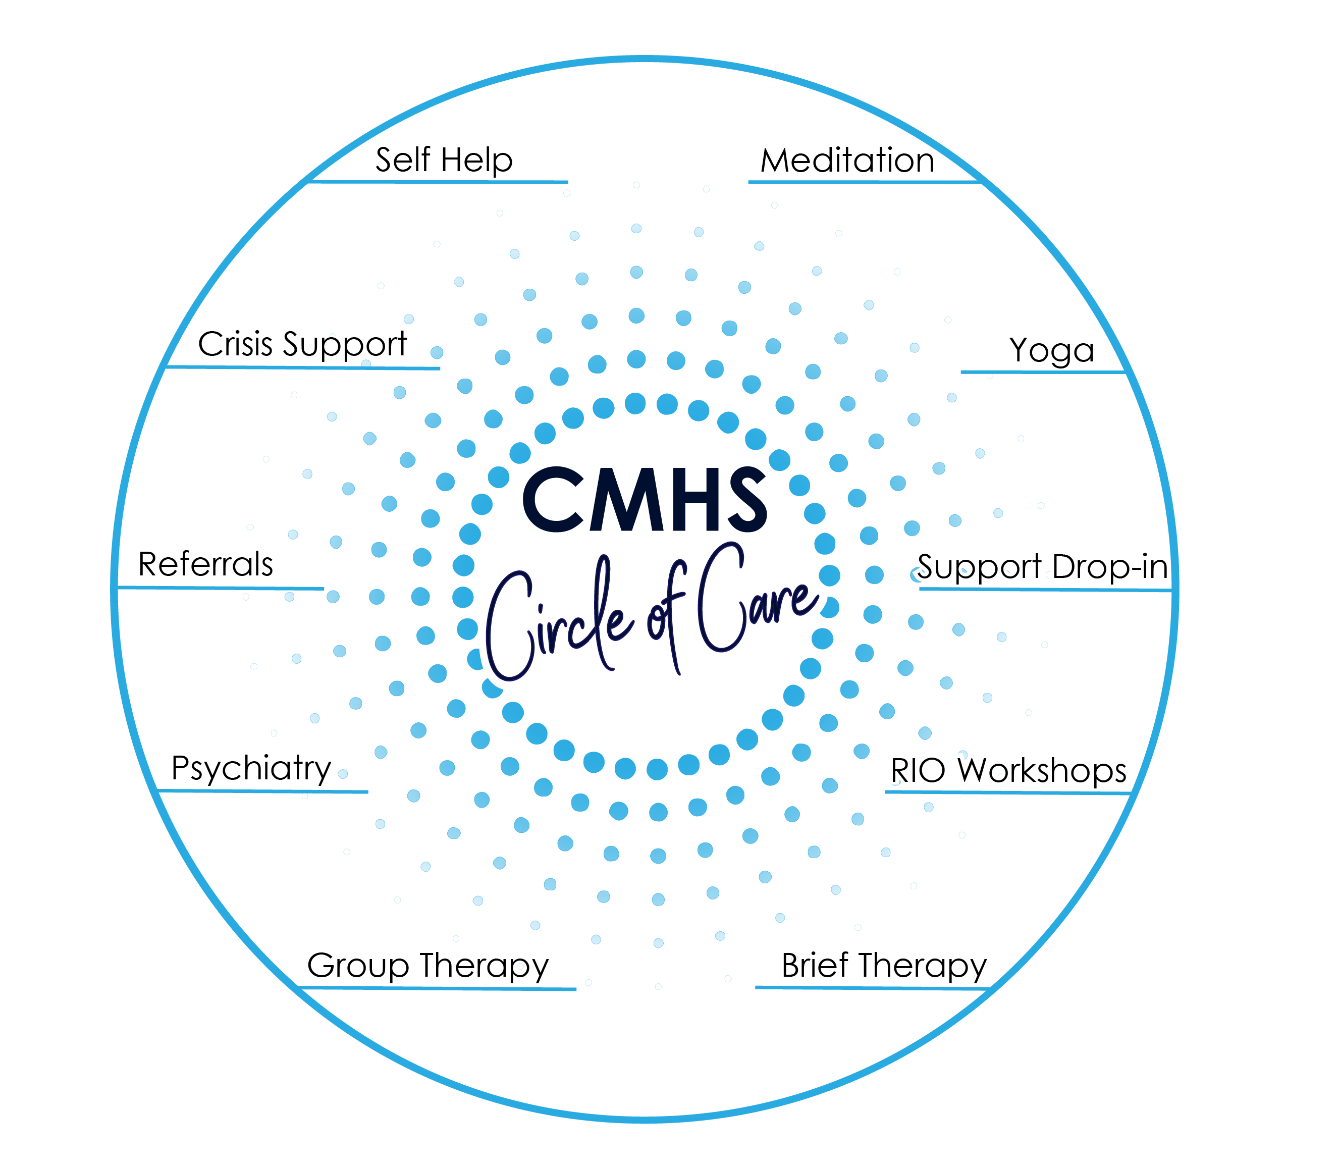 Self Help
Meditation
Crisis Support
Yoga
CMHS
Circle of Care
Referrals
Support Drop-in
Psychiatry
RIO Workshops
Group Therapy
Brief Therapy